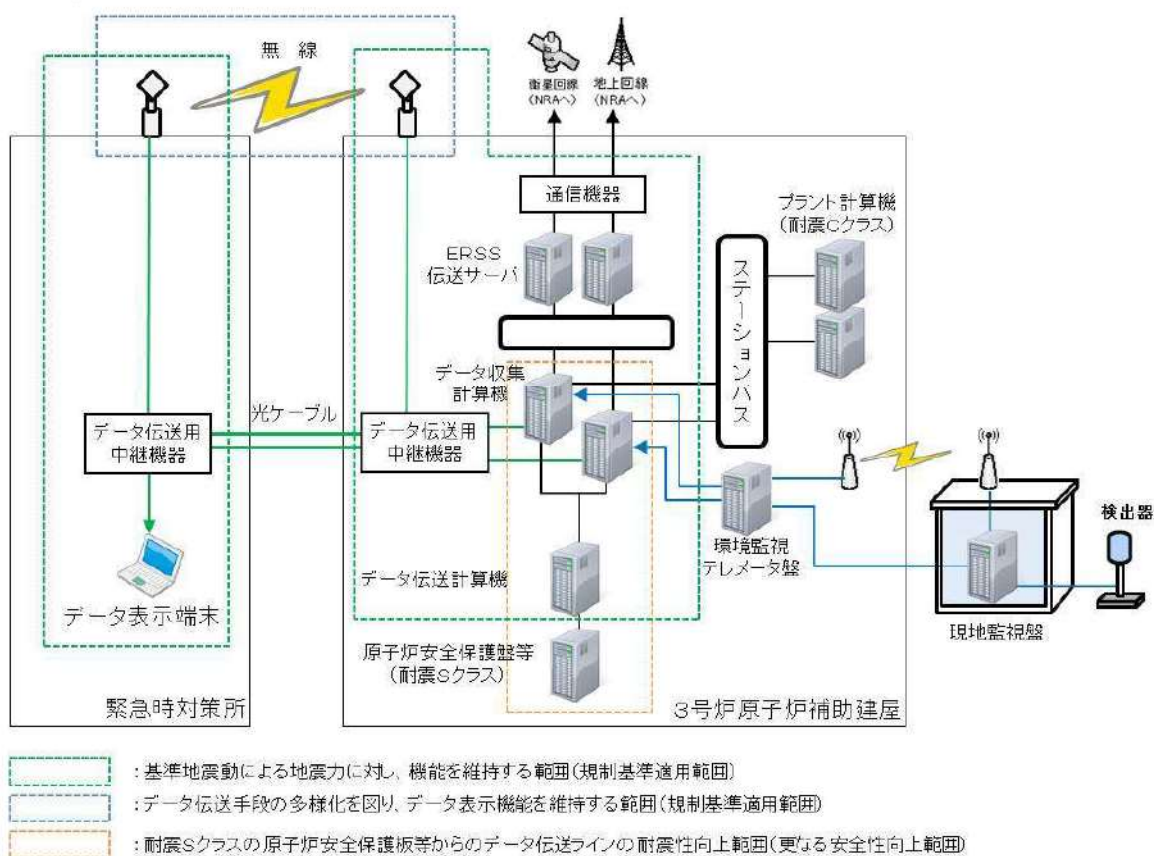 無 線
衛星回線
(NRAへ)
地上回線
(NRAへ)
通信機器
プラント計算機
(耐震Cクラス)
ERSS
伝送サーバ
ステーションバス
データ収集
計算機
光ケーブル
データ伝送用
中継機器
データ伝送用
中継機器
検出器
環境監視
テレメータ盤
データ伝送計算機
データ表示端末
現地監視盤
原子炉安全保護盤等
(耐震Sクラス)
緊急時対策所
3号炉原子炉補助建屋
:基準地震動による地震力に対し、機能を維持する範囲(規制基準適用範囲)
:データ伝送手段の多様化を図り、データ表示機能を維持する範囲(規制基準適用範囲)
:耐震Sクラスの原子炉安全保護板等からのデータ伝送ラインの耐震性向上範囲(更なる安全性向上範囲)